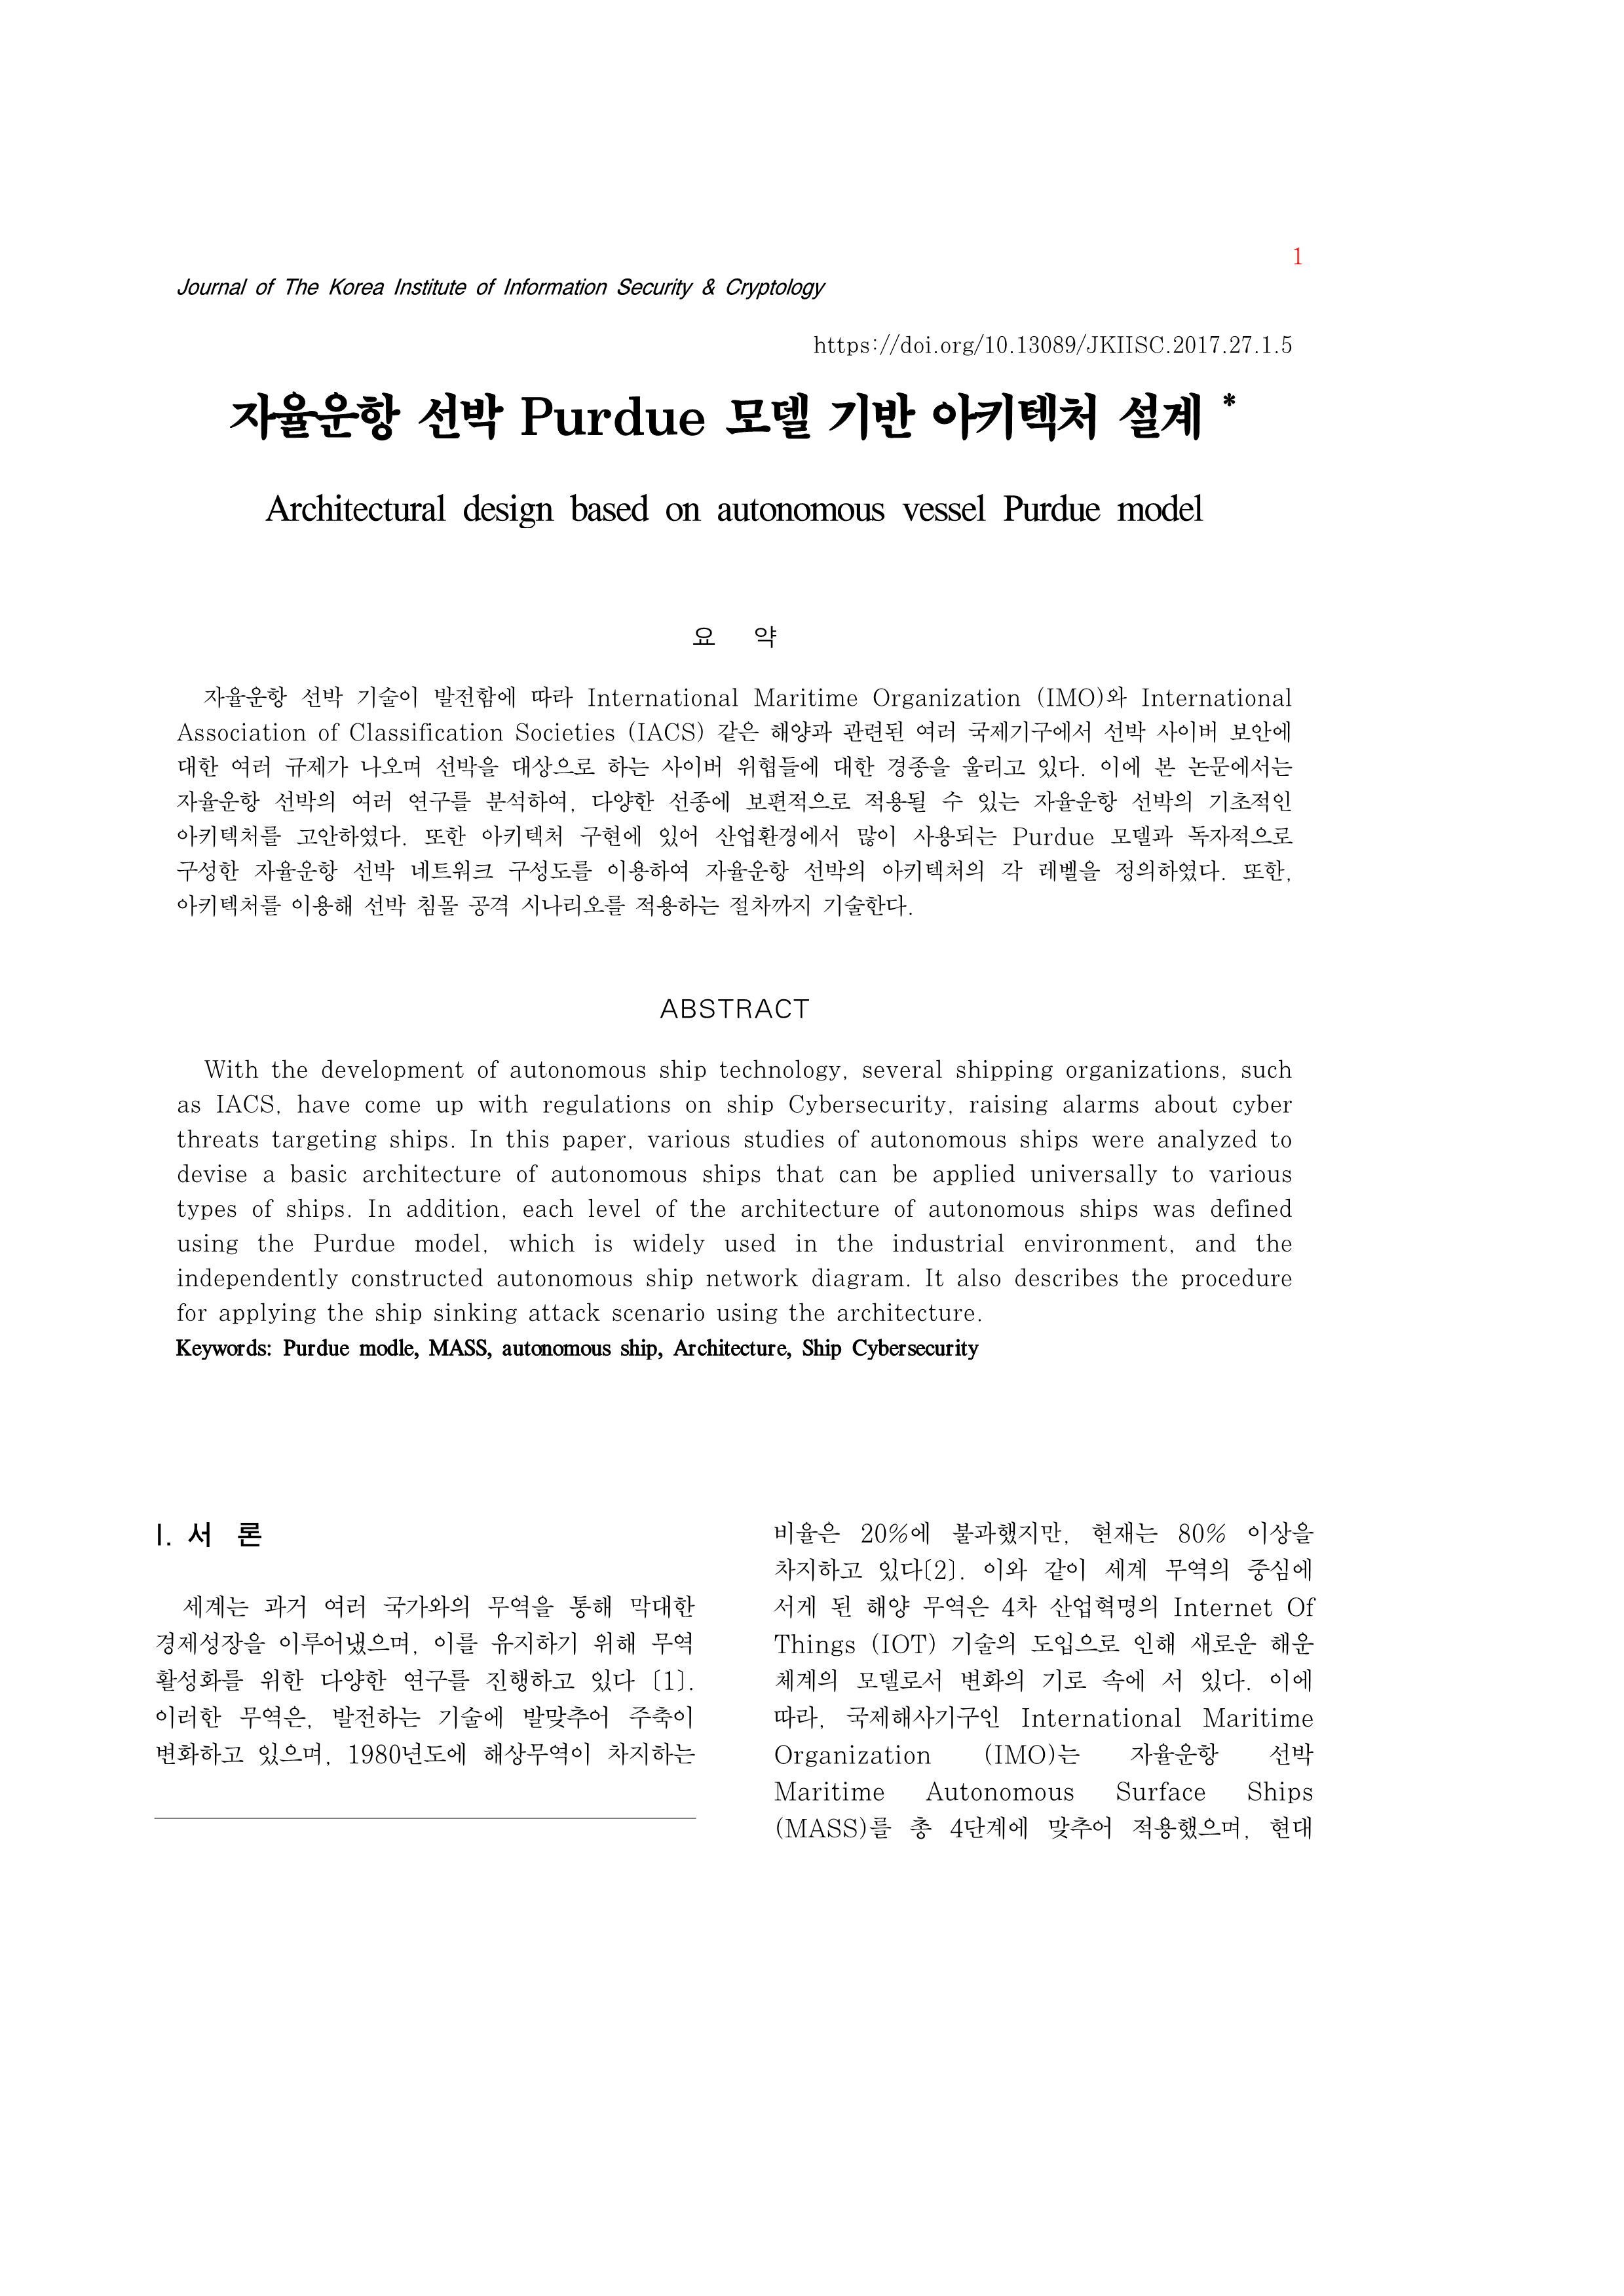 1
Journal of The Korea Institute of Information Security & Cryptology
https://doi.org/10.13089/JKIISC.2017.27.1.5
자율운항 선박 Purdue 모델 기반 아키텍처 설계 *
Architectural design based on autonomous vessel Purdue model
요 약
자율운항 선박 기술이 발전함에 따라 International Maritime Organization (IMO)와 International
Association of Classification Societies (IACS) 같은 해양과 관련된 여러 국제기구에서 선박 사이버 보안에
대한 여러 규제가 나오며 선박을 대상으로 하는 사이버 위협들에 대한 경종을 울리고 있다. 이에 본 논문에서는
자율운항 선박의 여러 연구를 분석하여, 다양한 선종에 보편적으로 적용될 수 있는 자율운항 선박의 기초적인
아키텍처를 고안하였다. 또한 아키텍처 구현에 있어 산업환경에서 많이 사용되는 Purdue 모델과 독자적으로
구성한 자율운항 선박 네트워크 구성도를 이용하여 자율운항 선박의 아키텍처의 각 레벨을 정의하였다. 또한,
아키텍처를 이용해 선박 침몰 공격 시나리오를 적용하는 절차까지 기술한다.
ABSTRACT
With the development of autonomous ship technology, several shipping organizations, such
as IACS, have come up with regulations on ship Cybersecurity, raising alarms about cyber
threats targeting ships. In this paper, various studies of autonomous ships were analyzed to
devise a basic architecture of autonomous ships that can be applied universally to various
types of ships. In addition, each level of the architecture of autonomous ships was defined
using the Purdue model, which is widely used in the industrial environment, and the
independently constructed autonomous ship network diagram. It also describes the procedure
for applying the ship sinking attack scenario using the architecture.
Keywords: Purdue modle, MASS, autonomous ship, Architecture, Ship Cybersecurity
I. 서 론
세계는 과거 여러 국가와의 무역을 통해 막대한
경제성장을 이루어냈으며, 이를 유지하기 위해 무역
활성화를 위한 다양한 연구를 진행하고 있다 [1].
이러한 무역은, 발전하는 기술에 발맞추어 주축이
변화하고 있으며, 1980년도에 해상무역이 차지하는
비율은 20%에 불과했지만, 현재는 80% 이상을
차지하고 있다[2]. 이와 같이 세계 무역의 중심에
서게 된 해양 무역은 4차 산업혁명의 Internet Of
Things (IOT) 기술의 도입으로 인해 새로운 해운
체계의 모델로서 변화의 기로 속에 서 있다. 이에
따라, 국제해사기구인 International Maritime
Organization (IMO)는 자율운항 선박
Maritime Autonomous Surface Ships
(MASS)를 총 4단계에 맞추어 적용했으며, 현대